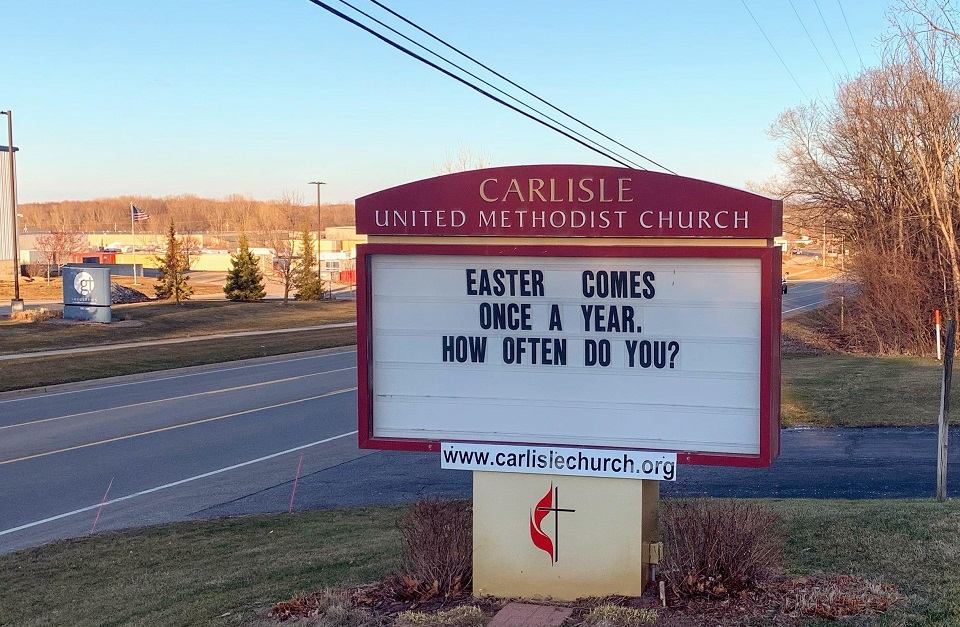 CARLISLE
UNITED METHODIST CHURCH
EASTER COMES
ONCE A YEAR.
HOW OFTEN DO YOU?
www.carlislechurch.org